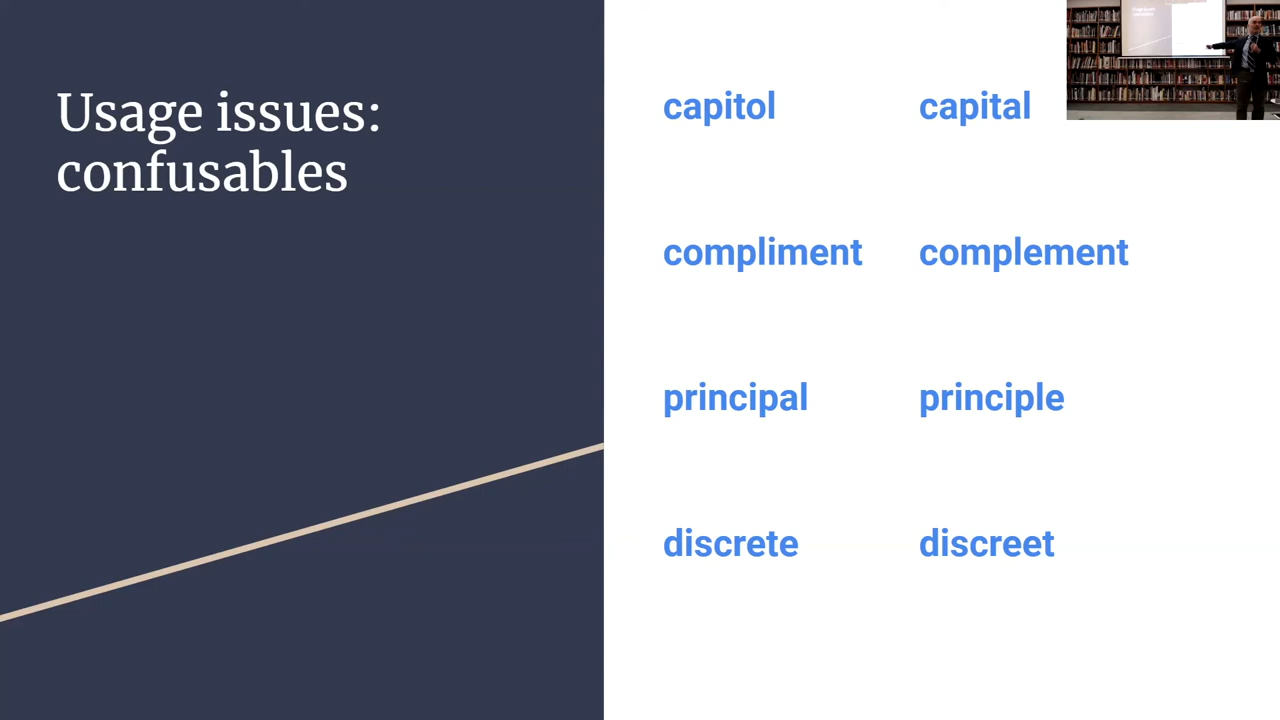 Usage issues:
confusables
capitol capital
compliment complement
principal principle
discrete discreet